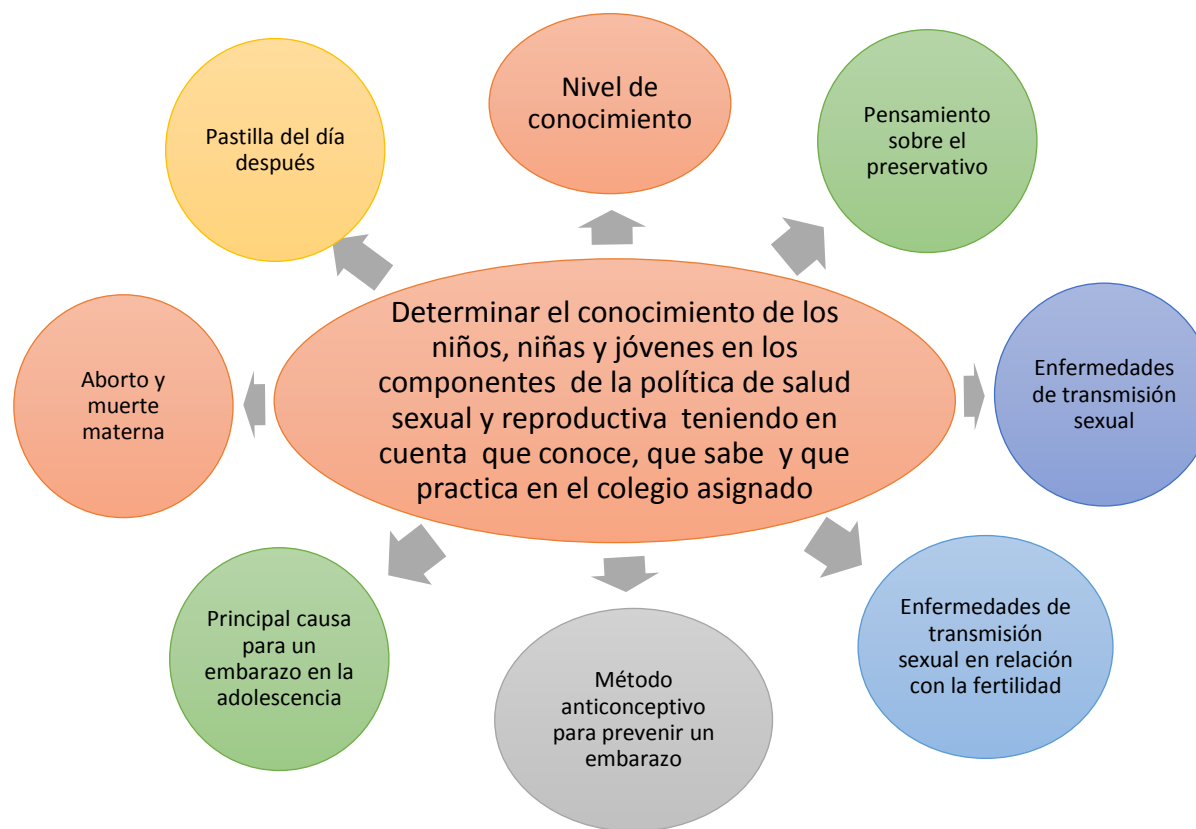 Nivel de
conocimiento
Pensamiento
sobre el
preservativo
Enfermedades
de transmisión
sexual
Enfermedades de
transmisión
sexual en relación
con la fertilidad
Método
anticonceptivo
para prevenir un
embarazo
Principal causa
para un
embarazo en la
adolescencia
Aborto y
muerte
materna
Pastilla del día
después
Determinar el conocimiento de los
niños, niñas y jóvenes en los
componentes de la política de salud
sexual y reproductiva teniendo en
cuenta que conoce, que sabe y que
practica en el colegio asignado